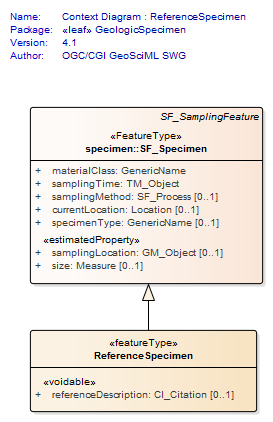 Name: Context Diagram : ReferenceSpecimen
Package: «leaf» GeologicSpecimen
Version: 4.1
Author: OGC/CGI GeoSciML SWG
SF_SamplingFeature
«FeatureType»
specimen::SF_Specimen
+ materialClass: GenericName
+ samplingTime: TM_Object
+ samplingMethod: SF_Process [0..1]
+ currentLocation: Location [0..1]
+ specimenType: GenericName [0..1]
«estimatedProperty»
+ samplingLocation: GM_Object [0..1]
+ size: Measure [0..1]
«featureType»
ReferenceSpecimen
«voidable»
+ referenceDescription: CI_Citation [0..1]